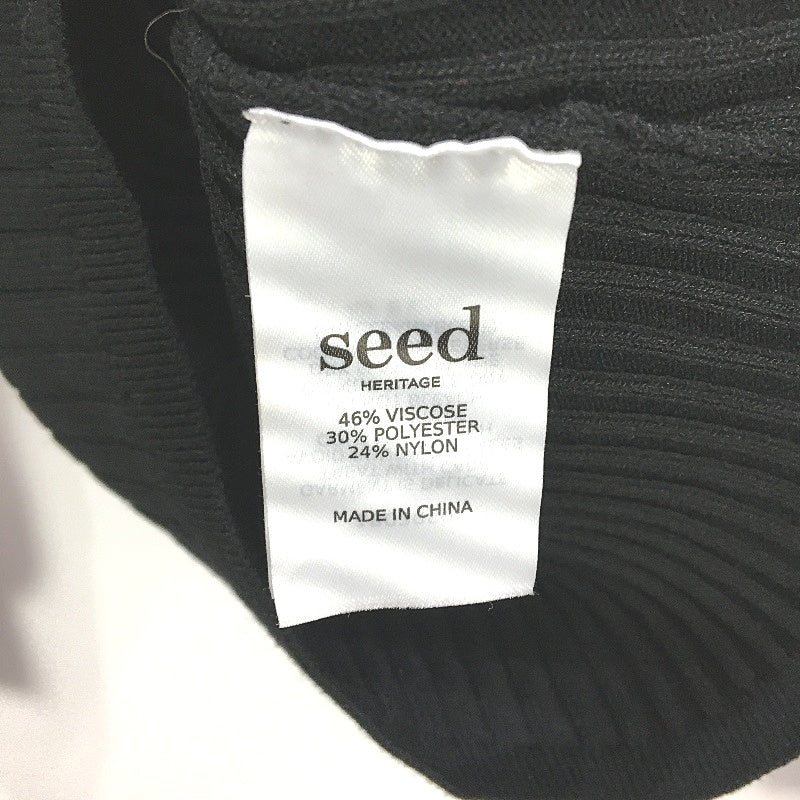 seed
HERITAGE
46% VISCOSE
30% POLYESTER
24% NYLON
MADE IN CHINA